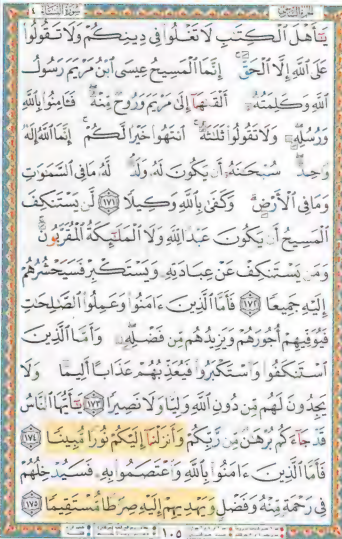 سورة النساء ٤
يَٰٓأَهۡلَ ٱلۡكِتَٰبِ لَا تَغۡلُوا۟ فِى دِينِكُمۡ وَلَا تَقُولُوا۟
عَلَى ٱللَّهِ إِلَّا ٱلۡحَقَّ إِنَّمَا ٱلۡمَسِيحُ عِيسَى ٱبۡنُ مَرۡيَمَ رَسُولُ
ٱللَّهِ وَكَلِمَتُهُۥٓ أَلۡقَىٰهَآ إِلَىٰ مَرۡيَمَ وَرُوحٌ مِّنۡهُ فَـَٔامِنُوا۟ بِٱللَّهِ
وَرُسُلِهِۦ وَلَا تَقُولُوا۟ ثَلَٰثَةٌ ٱنتَهُوا۟ خَيۡرًا لَّكُمۡ إِنَّمَا ٱللَّهُ إِلَٰهٌ
وَٰحِدٌ سُبۡحَٰنَهُۥٓ أَن يَكُونَ لَهُۥ وَلَدٌ لَّهُۥ مَا فِى ٱلسَّمَٰوَٰتِ
وَمَا فِى ٱلۡأَرۡضِ وَكَفَىٰ بِٱللَّهِ وَكِيلًا ١٧١ لَّن يَسۡتَنكِفَ
ٱلۡمَسِيحُ أَن يَكُونَ عَبۡدًا لِّلَّهِ وَلَا ٱلۡمَلَٰٓئِكَةُ ٱلۡمُقَرَّبُونَ
وَمَن يَسۡتَنكِفۡ عَنۡ عِبَادَتِهِۦ وَيَسۡتَكۡبِرۡ فَسَيَحۡشُرُهُمۡ
إِلَيۡهِ جَمِيعًا ١٧٢ فَأَمَّا ٱلَّذِينَ ءَامَنُوا۟ وَعَمِلُوا۟ ٱلصَّٰلِحَٰتِ
فَيُوَفِّيهِمۡ أُجُورَهُمۡ وَيَزِيدُهُم مِّن فَضۡلِهِۦ وَأَمَّا ٱلَّذِينَ
ٱسۡتَنكَفُوا۟ وَٱسۡتَكۡبَرُوا۟ فَيُعَذِّبُهُمۡ عَذَابًا أَلِيمًا وَلَا
يَجِدُونَ لَهُم مِّن دُونِ ٱللَّهِ وَلِيًّا وَلَا نَصِيرًا ١٧٣ يَٰٓأَيُّهَا ٱلنَّاسُ
قَدۡ جَآءَكُم بُرۡهَٰنٌ مِّن رَّبِّكُمۡ وَأَنزَلۡنَآ إِلَيۡكُمۡ نُورًا مُّبِينًا ١٧٤
فَأَمَّا ٱلَّذِينَ ءَامَنُوا۟ بِٱللَّهِ وَٱعۡتَصَمُوا۟ بِهِۦ فَسَيُدۡخِلُهُمۡ
فِى رَحۡمَةٍ مِّنۡهُ وَفَضۡلٍ وَيَهۡدِيهِمۡ إِلَيۡهِ صِرَٰطًا مُّسۡتَقِيمًا ١٧٥
١٠٥